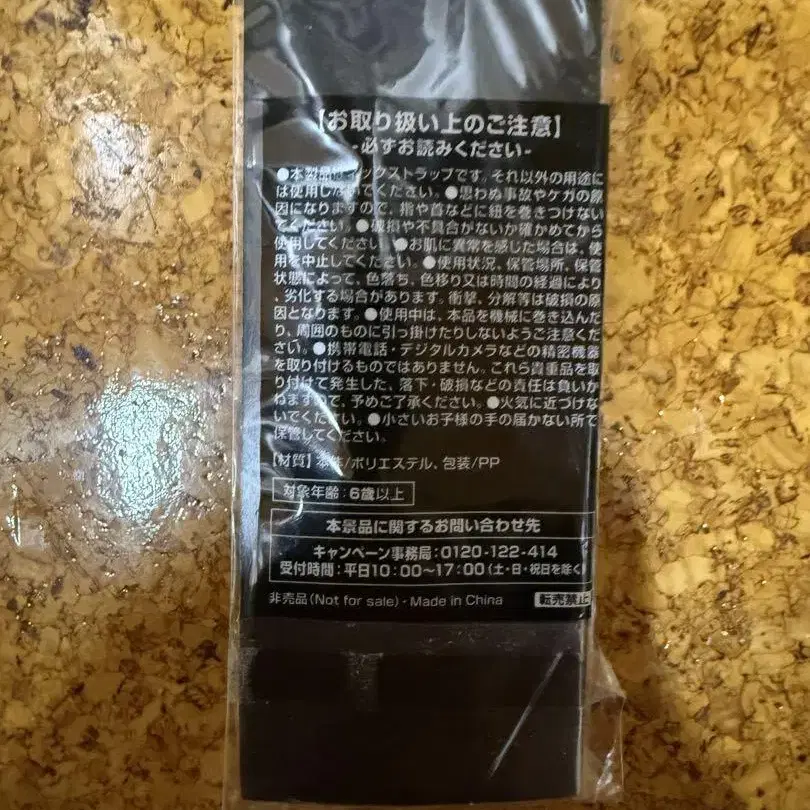 【お取り扱い上のご注意】
-必ずお読みください-
●本製品はネックストラップです。それ以外の用途に
は使用しないでください。●思わぬ事故やケガの原
因になりますので、指や首などに紐を巻きつけない
でください。●破損や不具合がないか確かめてから
使用してください。●お肌に異常を感じた場合は、使
用を中止してください。●使用状況、保管場所、保管
状態によって、色落ち、色移り又は時間の経過により
、劣化する場合があります。衝撃、分解等は破損の原
因となります。●使用中は、本品を機械に巻き込んだ
り、周囲のものに引っ掛けたりしないようご注意くだ
さい。●携帯電話・デジタルカメラなどの精密機器
を取り付けるものではありません。これら貴重品を取
り付けて発生した、落下・破損などの責任は負いか
ねますので、予めご了承ください。●火気に近づけな
いでください。●小さいお子様の手の届かない所で
保管してください。
【材質】本体/ポリエステル、包装/PP
対象年齢:6歳以上
本景品に関するお問い合わせ先
キャンペーン事務局:0120-122-414
受付時間:平日10:00〜17:00(土・日・祝日を除く)
非売品(Not for sale)・Made in China 転売禁止